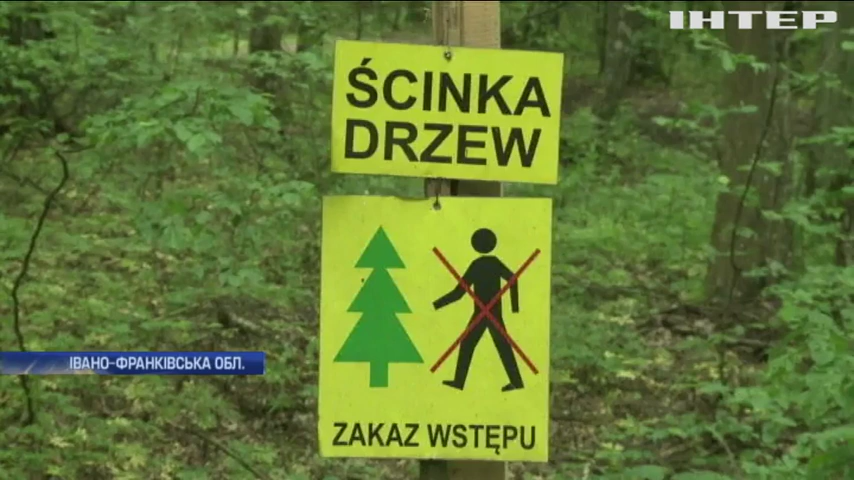 ІНТЕР
ŚCINKA
DRZEW
ІВАНО-ФРАНКІВСЬКА ОБЛ.
ZAKAZ WSTĘPU